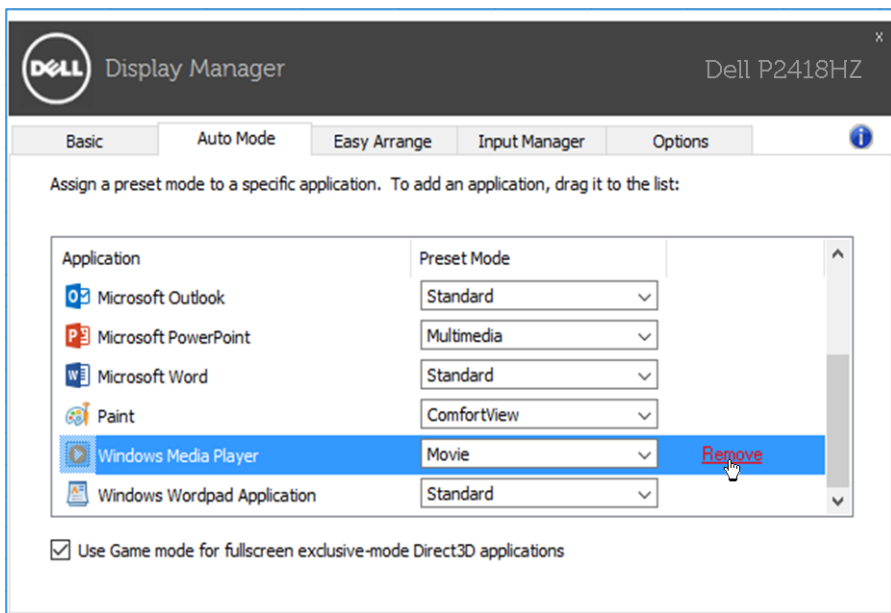 DELL Display Manager Dell P2418HZ x
Basic Auto Mode Easy Arrange Input Manager Options i
Assign a preset mode to a specific application. To add an application, drag it to the list:
Application Preset Mode
Microsoft Outlook Standard
Microsoft PowerPoint Multimedia
Microsoft Word Standard
Paint ComfortView
Windows Media Player Movie Remove
Windows Wordpad Application Standard
Use Game mode for fullscreen exclusive-mode Direct3D applications